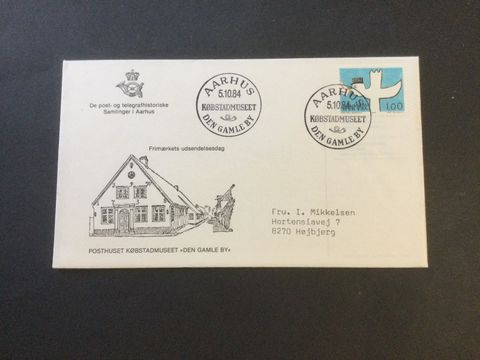 De post- og telegrafhistoriske
Samlinger i Aarhus
AARHUS
5.10.84
KØBSTADMUSEET
DEN GAMLE BY
AARHUS
5.10.84
KØBSTADMUSEET
DEN GAMLE BY
1.00
Frimærkets udsendelsesdag
Fru. I. Mikkelsen
Hortensiavej 7
8270 Højbjerg
POSTHUSET KØBSTADMUSEET »DEN GAMLE BY«